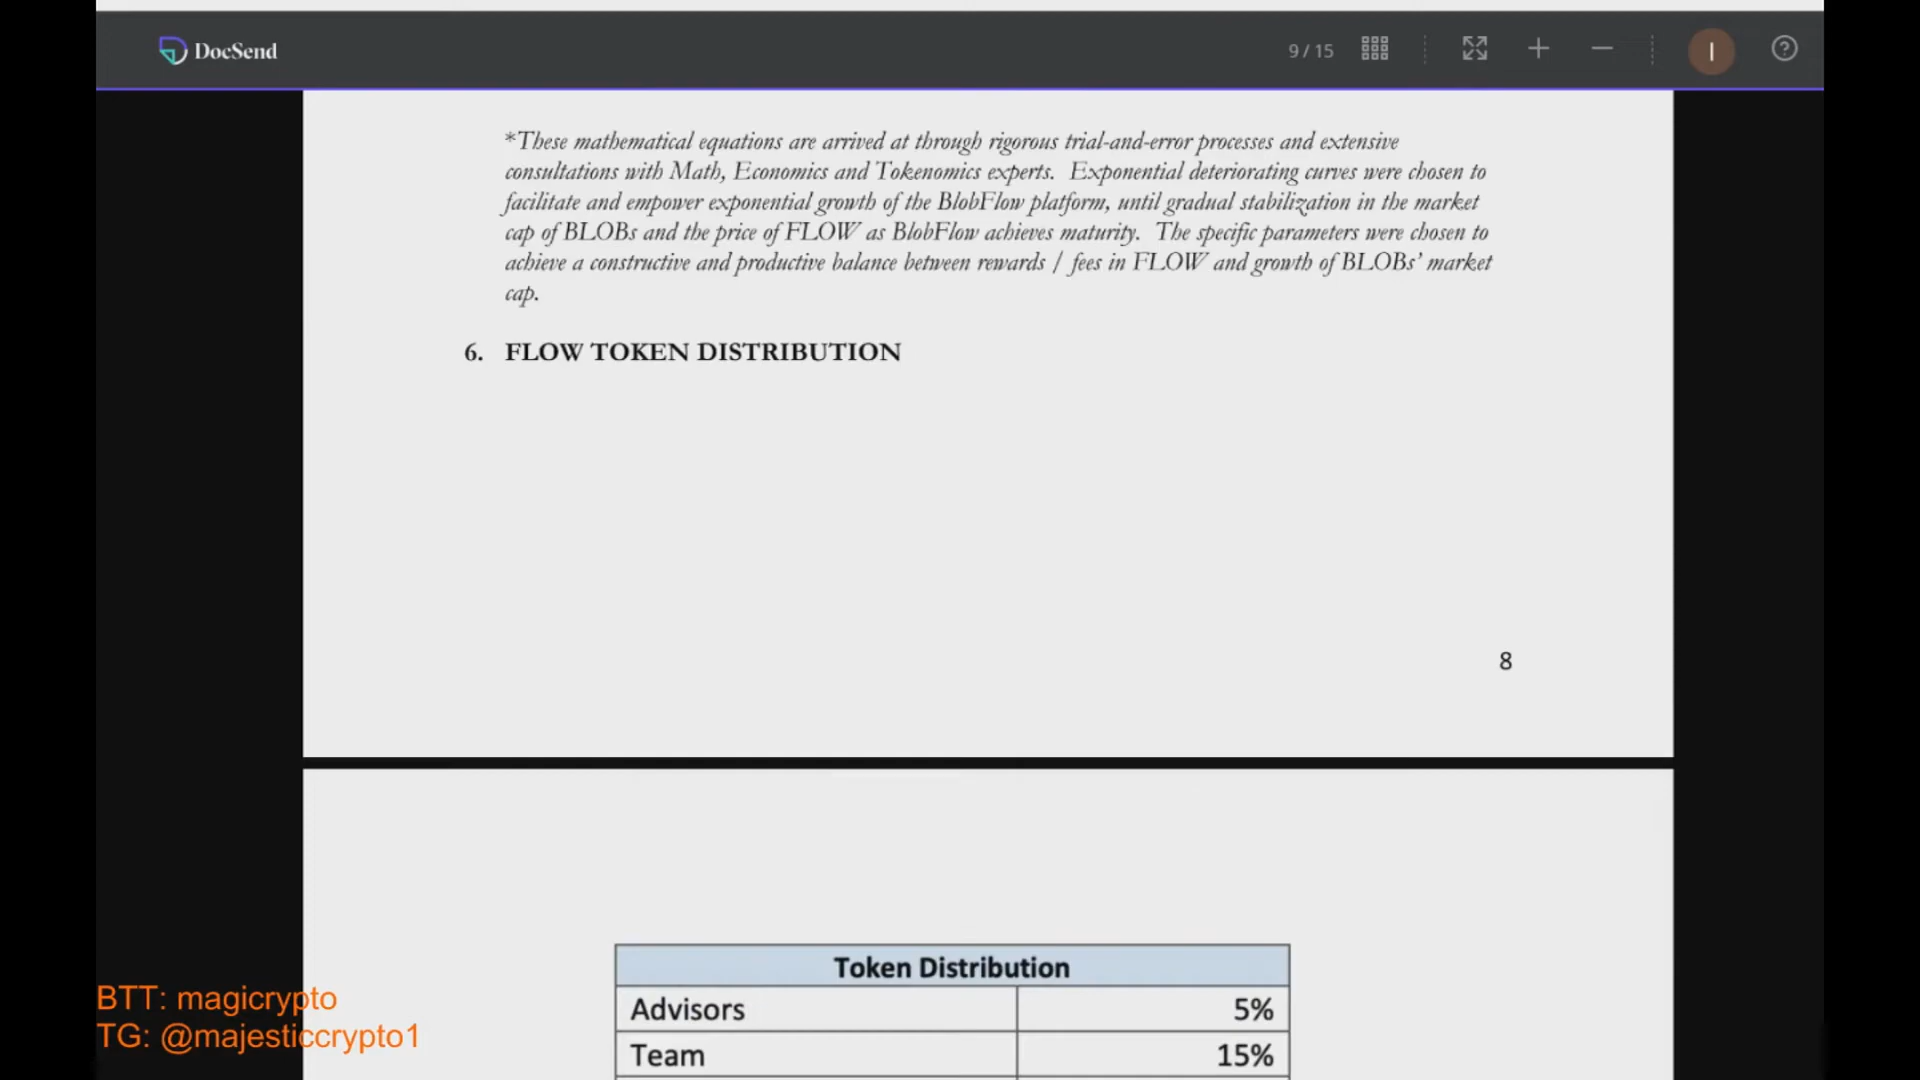 DocSend
9 / 15
I
?
*These mathematical equations are arrived at through rigorous trial-and-error processes and extensive
consultations with Math, Economics and Tokenomics experts.  Exponential deteriorating curves were chosen to
facilitate and empower exponential growth of the BlobFlow platform, until gradual stabilization in the market
cap of BLOBs and the price of FLOW as BlobFlow achieves maturity.  The specific parameters were chosen to
achieve a constructive and productive balance between rewards / fees in FLOW and growth of BLOBs’ market
cap.
6. FLOW TOKEN DISTRIBUTION
8
Token Distribution
Advisors 5%
Team 15%
BTT: magicrypto
TG: @majesticcrypto1